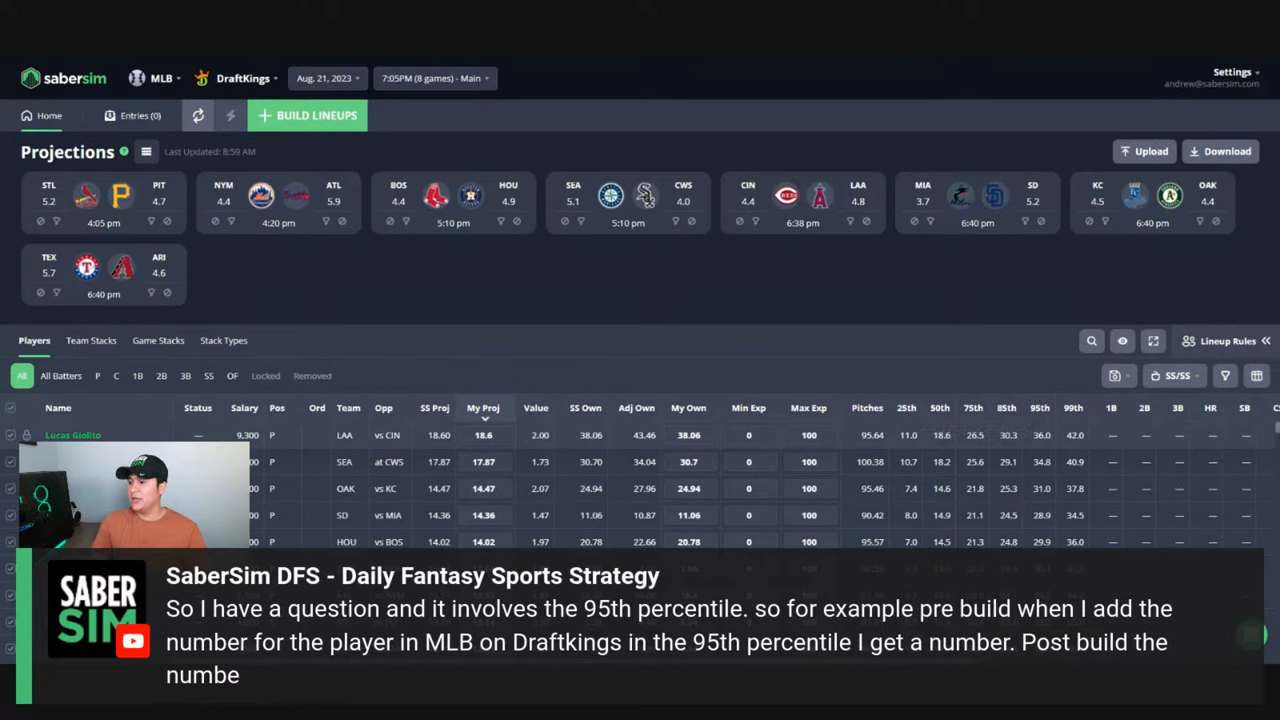 sabersim MLB DraftKings Aug. 21, 2023 7:05PM (8 games) - Main Settings
andrew@sabersim.com
Home Entries (0) + BUILD LINEUPS
Projections ? Last Updated: 8:59 AM Upload Download
STL PIT NYM ATL BOS HOU SEA CWS CIN LAA MIA SD KC OAK
5.2 4.7 4.4 5.9 4.4 4.9 5.1 4.0 4.4 4.8 3.7 5.2 4.5 4.4
4:05 pm 4:20 pm 5:10 pm 5:10 pm 6:38 pm 6:40 pm 6:40 pm
TEX ARI
5.7 4.6
6:40 pm
Players Team Stacks Game Stacks Stack Types Lineup Rules
All All Batters P C 1B 2B 3B SS OF Locked Removed SS/SS
Name Status Salary Pos Ord Team Opp SS Proj My Proj Value SS Own Adj Own My Own Min Exp Max Exp Pitches 25th 50th 75th 85th 95th 99th 1B 2B 3B HR SB
Lucas Giolito — 9,300 P LAA vs CIN 18.60 18.6 2.00 38.06 43.46 38.06 0 100 95.64 11.0 18.6 26.5 30.3 36.0 42.0 — — — — —
00 P SEA at CWS 17.87 17.87 1.73 30.70 34.04 30.7 0 100 100.38 10.7 18.2 25.6 29.1 34.8 40.9 — — — — —
00 P OAK vs KC 14.47 14.47 2.07 24.94 27.96 24.94 0 100 95.46 7.4 14.6 21.8 25.3 31.0 37.8 — — — — —
00 P SD vs MIA 14.36 14.36 1.47 11.06 10.87 11.06 0 100 90.42 8.0 14.9 21.1 24.5 28.9 34.5 — — — — —
00 P HOU vs BOS 14.02 14.02 1.97 20.78 22.66 20.78 0 100 95.57 7.0 14.5 21.3 24.8 29.9 36.0 — — — — —
SABER
SIM
SaberSim DFS - Daily Fantasy Sports Strategy
So I have a question and it involves the 95th percentile. so for example pre build when I add the
number for the player in MLB on Draftkings in the 95th percentile I get a number. Post build the
numbe